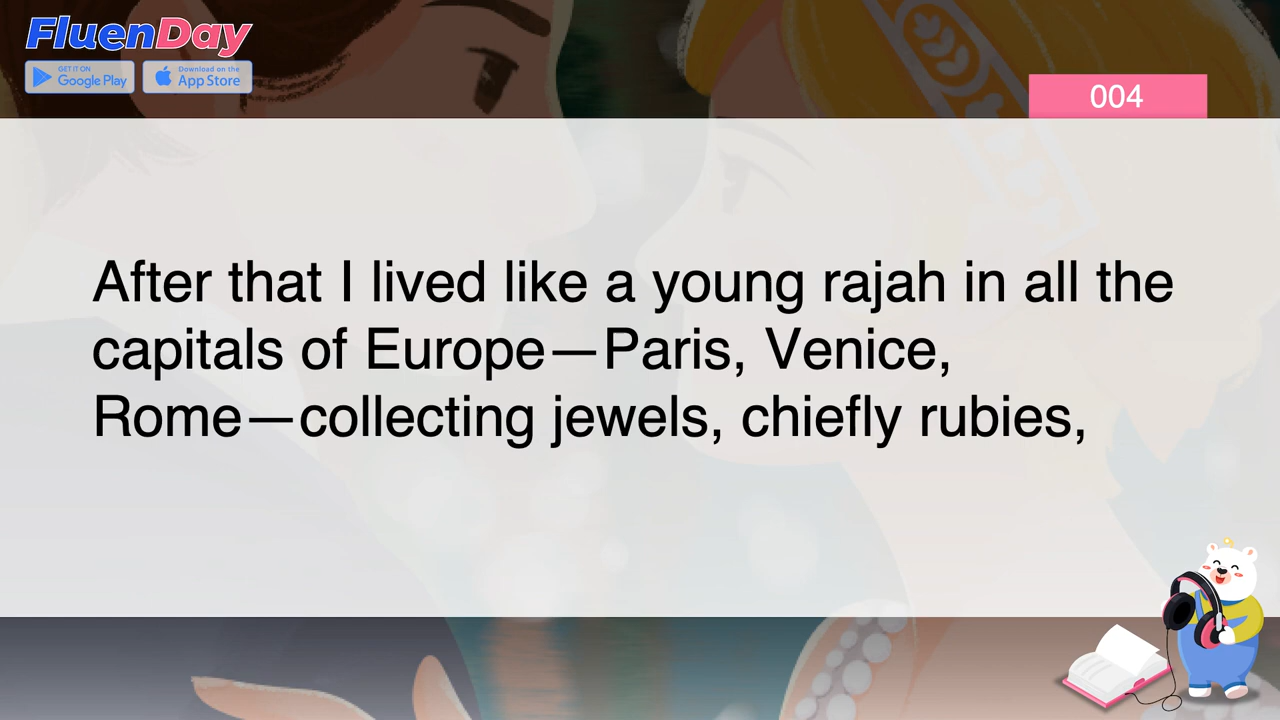 FluenDay
GET IT ON
Google Play
Download on the
App Store
004
After that I lived like a young rajah in all the
capitals of Europe—Paris, Venice,
Rome—collecting jewels, chiefly rubies,